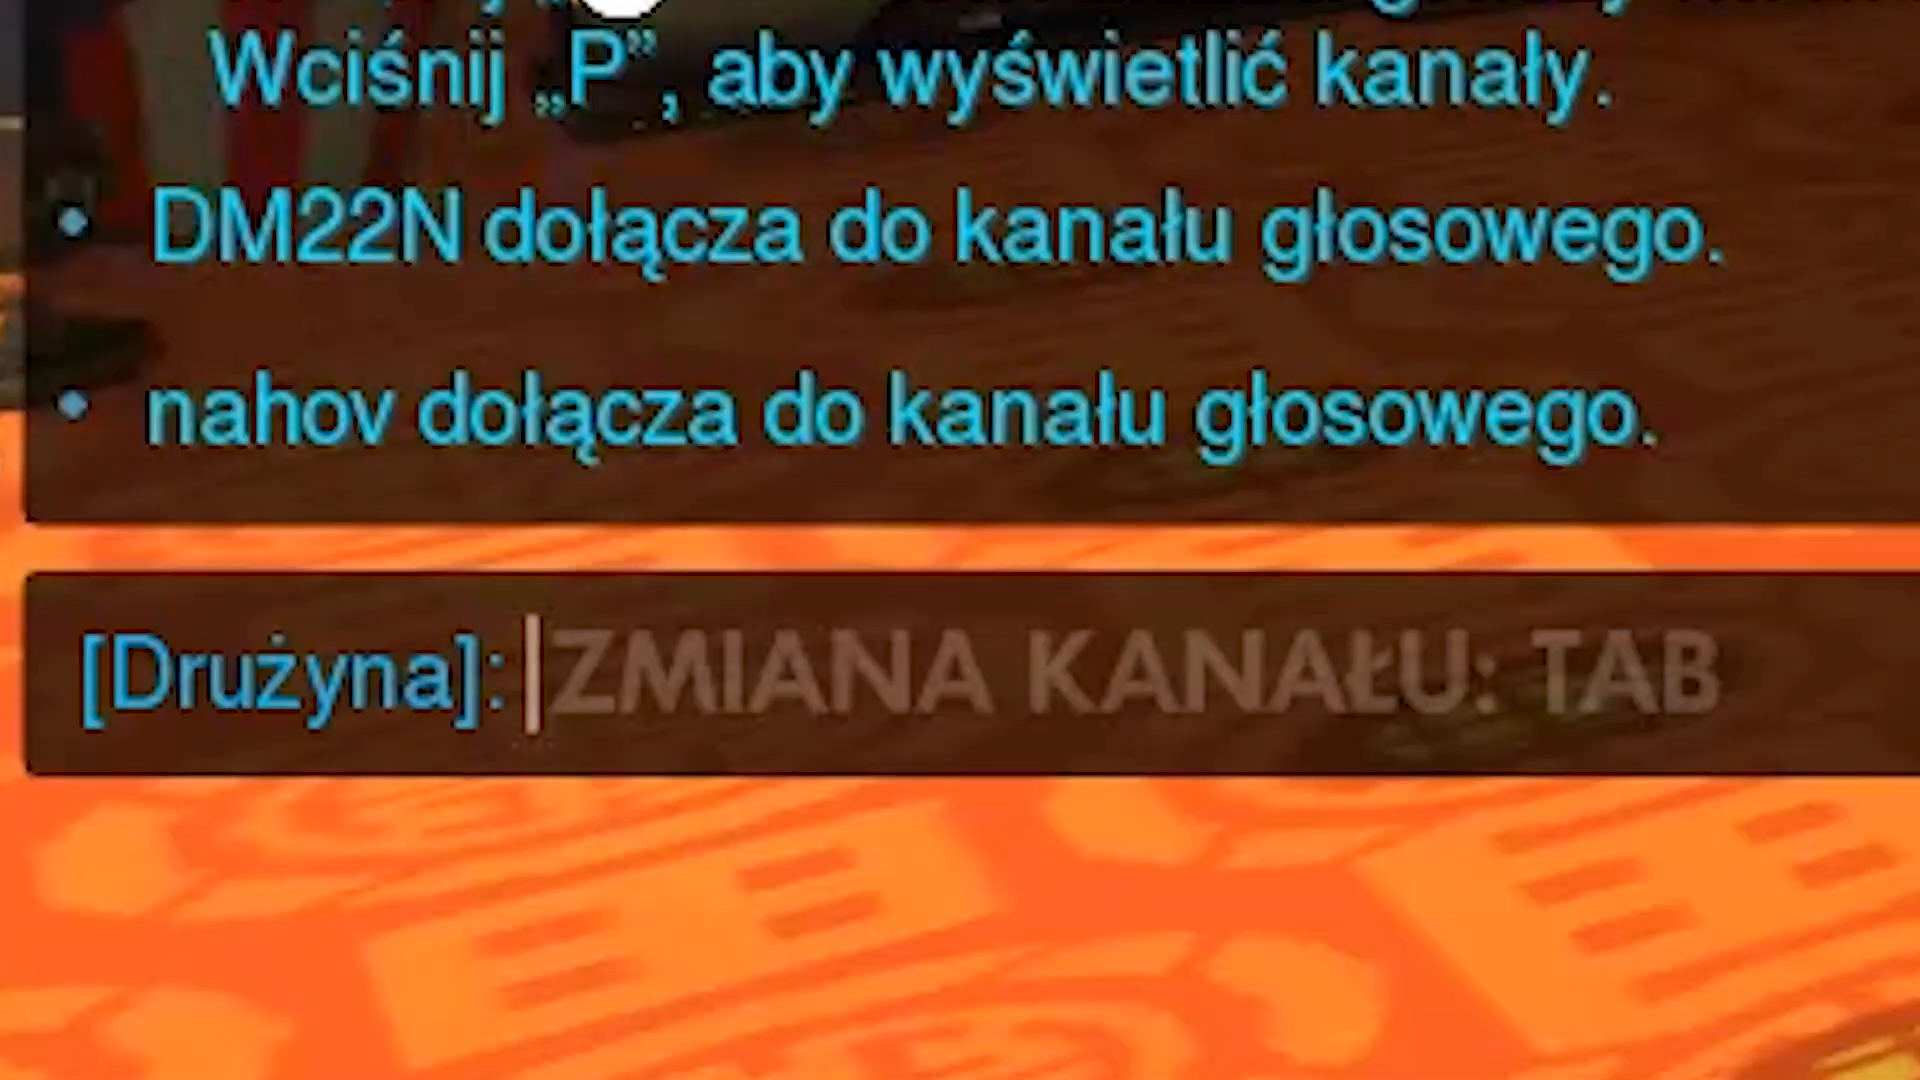 Wciśnij „P”, aby wyświetlić kanały.
• DM22N dołącza do kanału głosowego.
• nahov dołącza do kanału głosowego.
[Drużyna]: ZMIANA KANAŁU: TAB